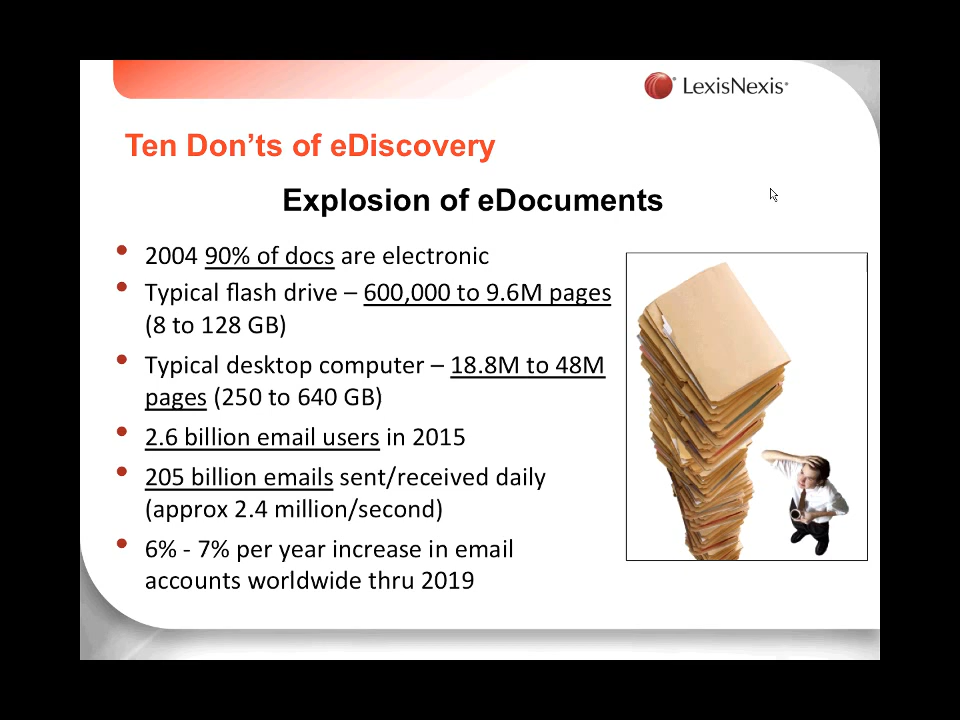 LexisNexis®
Ten Don’ts of eDiscovery
Explosion of eDocuments
• 2004 90% of docs are electronic
• Typical flash drive – 600,000 to 9.6M pages
(8 to 128 GB)
• Typical desktop computer – 18.8M to 48M
pages (250 to 640 GB)
• 2.6 billion email users in 2015
• 205 billion emails sent/received daily
(approx 2.4 million/second)
• 6% - 7% per year increase in email
accounts worldwide thru 2019